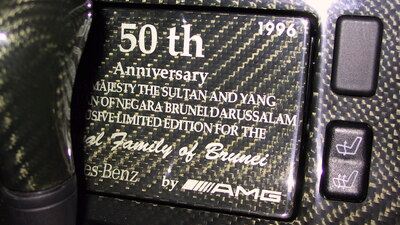 1996
50 th
Anniversary
MAJESTY THE SULTAN AND YANG
AN OF NEGARA BRUNEI DARUSSALAM
USIVE LIMITED EDITION FOR THE
al Family of Brunei
es-Benz
by AMG